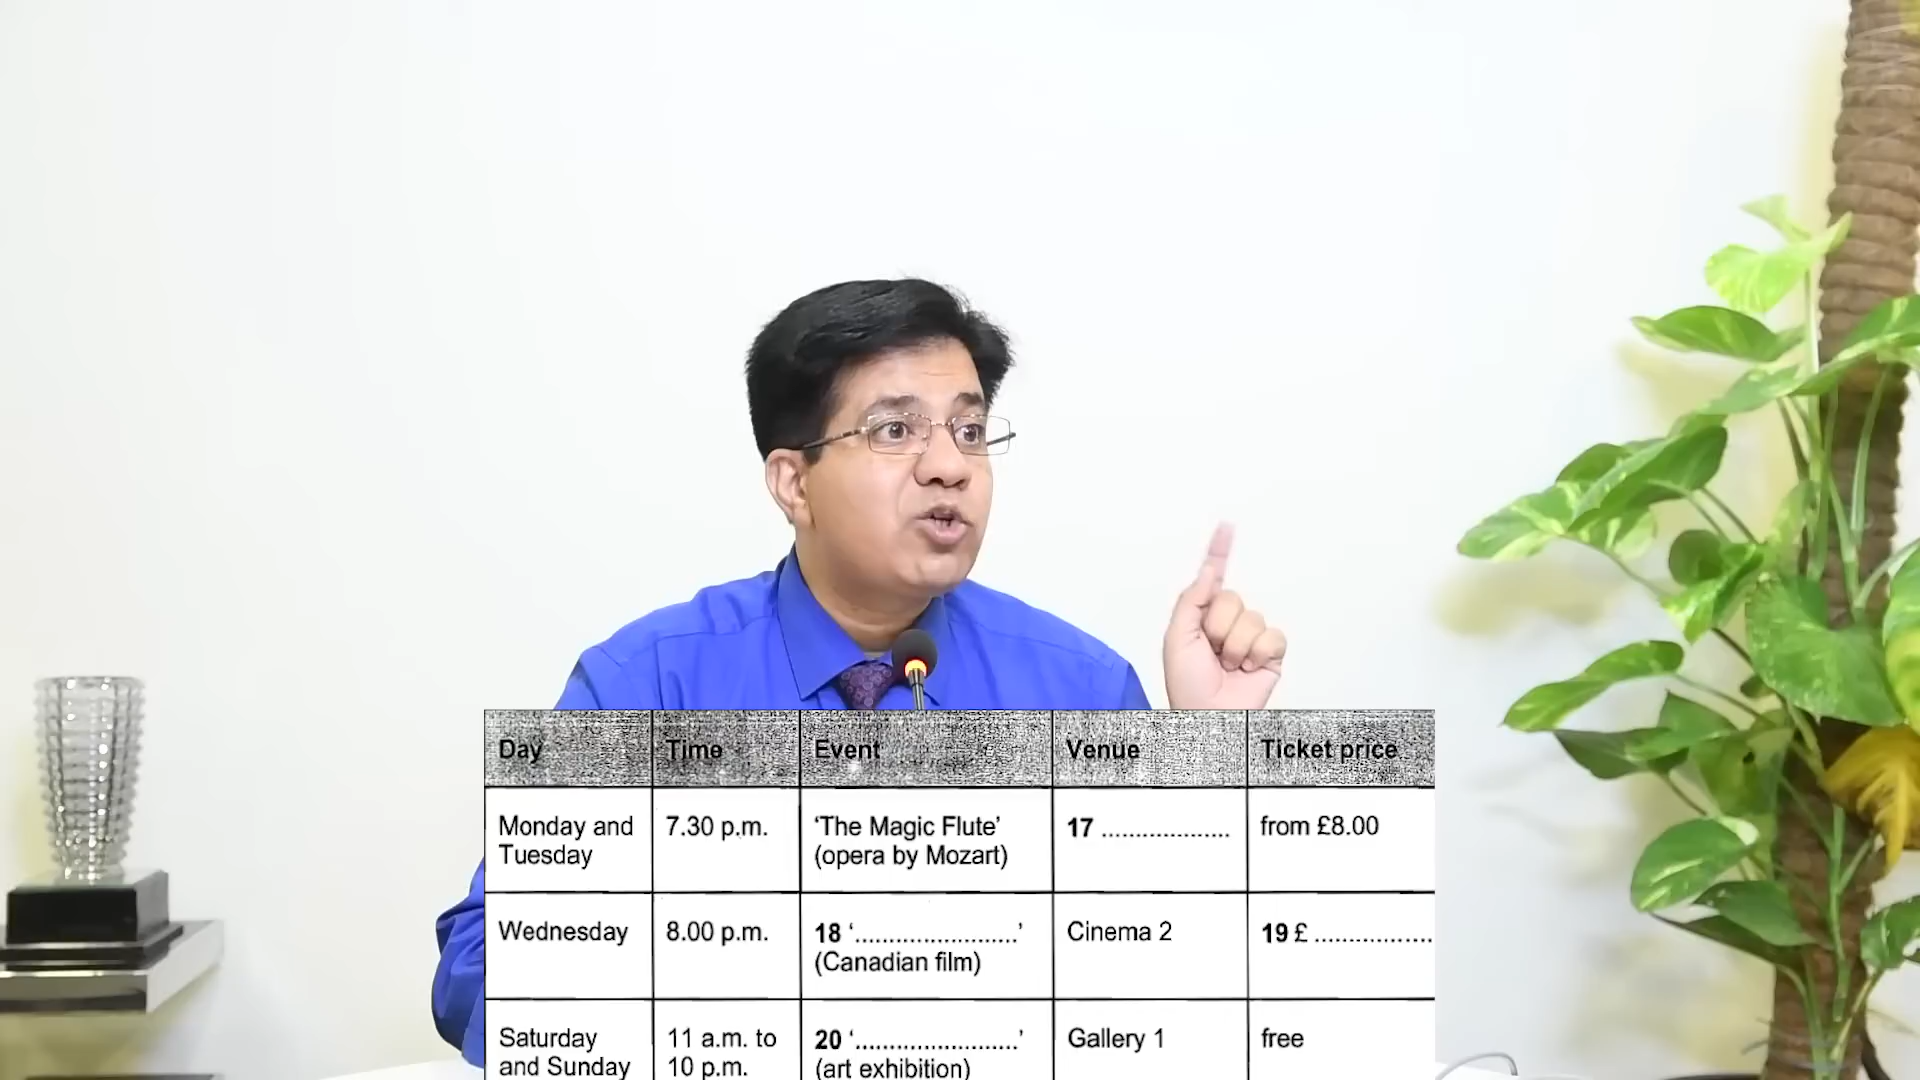 Day Time Event Venue Ticket price
Monday and 7.30 p.m. ‘The Magic Flute’ 17 ................... from £8.00
Tuesday (opera by Mozart)
Wednesday 8.00 p.m. 18 ‘........................’ Cinema 2 19 £ .................
(Canadian film)
Saturday 11 a.m. to 20 ‘........................’ Gallery 1 free
and Sunday 10 p.m. (art exhibition)